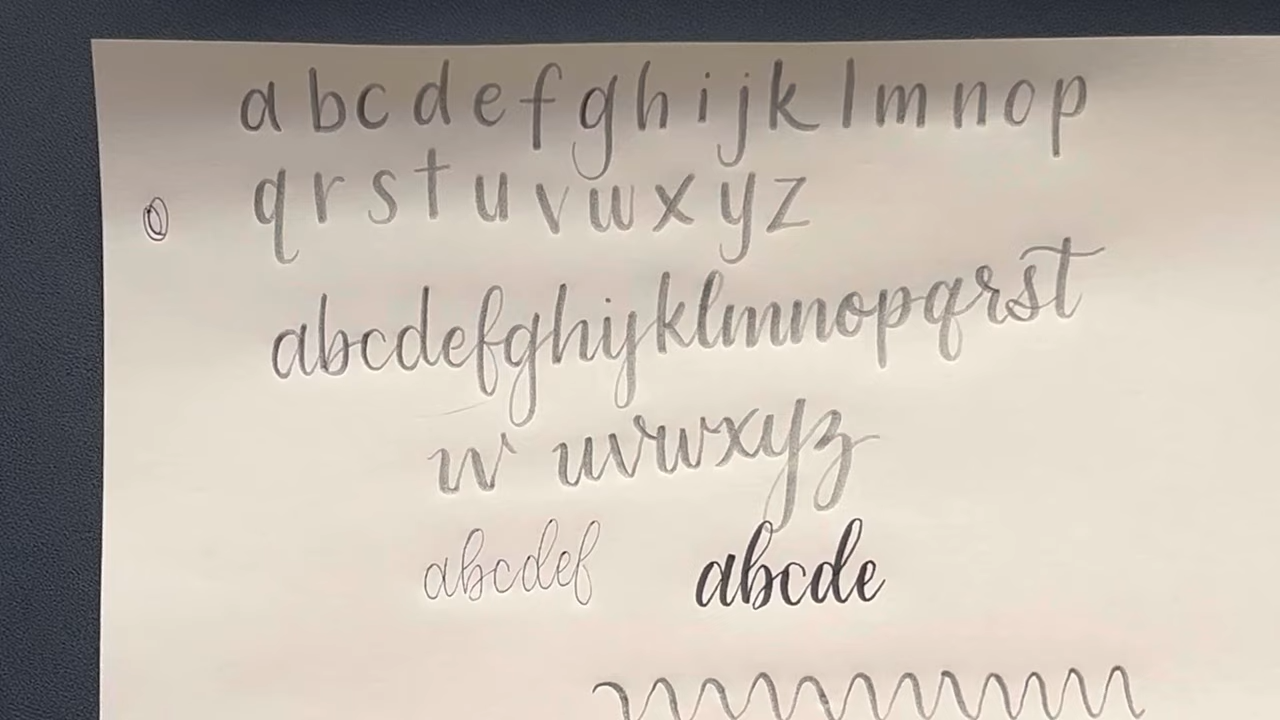 a b c d e f g h i j k l m n o p
q r s t u v w x y z
abcdefghijklmnopqrst
w uvwxyz
abcdef abcde